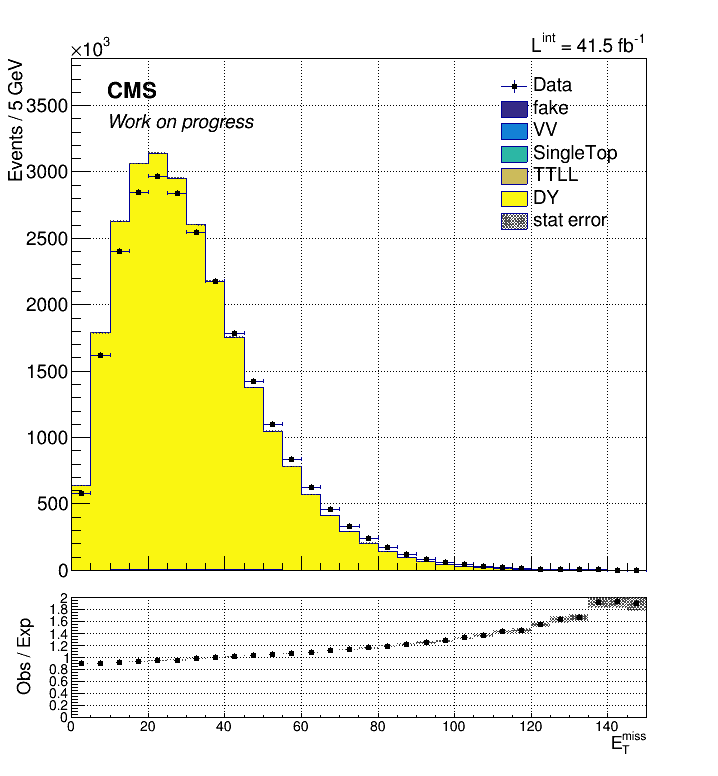 ×10³
L^int = 41.5 fb⁻¹
Events / 5 GeV
CMS
Work on progress
Data
fake
VV
SingleTop
TTLL
DY
stat error
3500
3000
2500
2000
1500
1000
500
0
Obs / Exp
2
1.8
1.6
1.4
1.2
1
0.8
0.6
0.4
0.2
0
0 20 40 60 80 100 120 140
E_T^miss